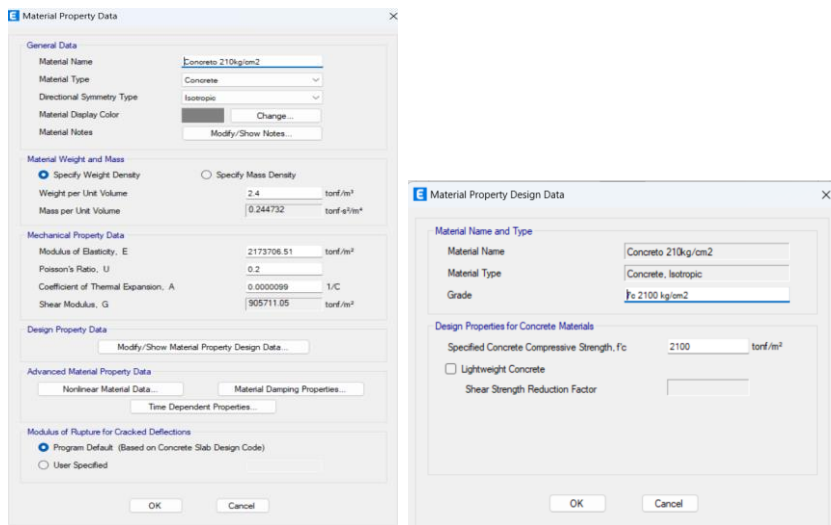 E Material Property Data
General Data
Material Name Concreto 210kg/cm2
Material Type Concrete
Directional Symmetry Type Isotropic
Material Display Color Change...
Material Notes Modify/Show Notes...
Material Weight and Mass
Specify Weight Density Specify Mass Density
Weight per Unit Volume 2.4 tonf/m³
Mass per Unit Volume 0.244732 tonf-s²/m⁴
Mechanical Property Data
Modulus of Elasticity, E 2173706.51 tonf/m²
Poisson's Ratio, U 0.2
Coefficient of Thermal Expansion, A 0.0000099 1/C
Shear Modulus, G 905711.05 tonf/m²
Design Property Data
Modify/Show Material Property Design Data...
Advanced Material Property Data
Nonlinear Material Data... Material Damping Properties...
Time Dependent Properties...
Modulus of Rupture for Cracked Deflections
Program Default (Based on Concrete Slab Design Code)
User Specified
OK Cancel
E Material Property Design Data
Material Name and Type
Material Name Concreto 210kg/cm2
Material Type Concrete, Isotropic
Grade f'c 2100 kg/cm2
Design Properties for Concrete Materials
Specified Concrete Compressive Strength, f'c 2100 tonf/m²
Lightweight Concrete
Shear Strength Reduction Factor
OK Cancel